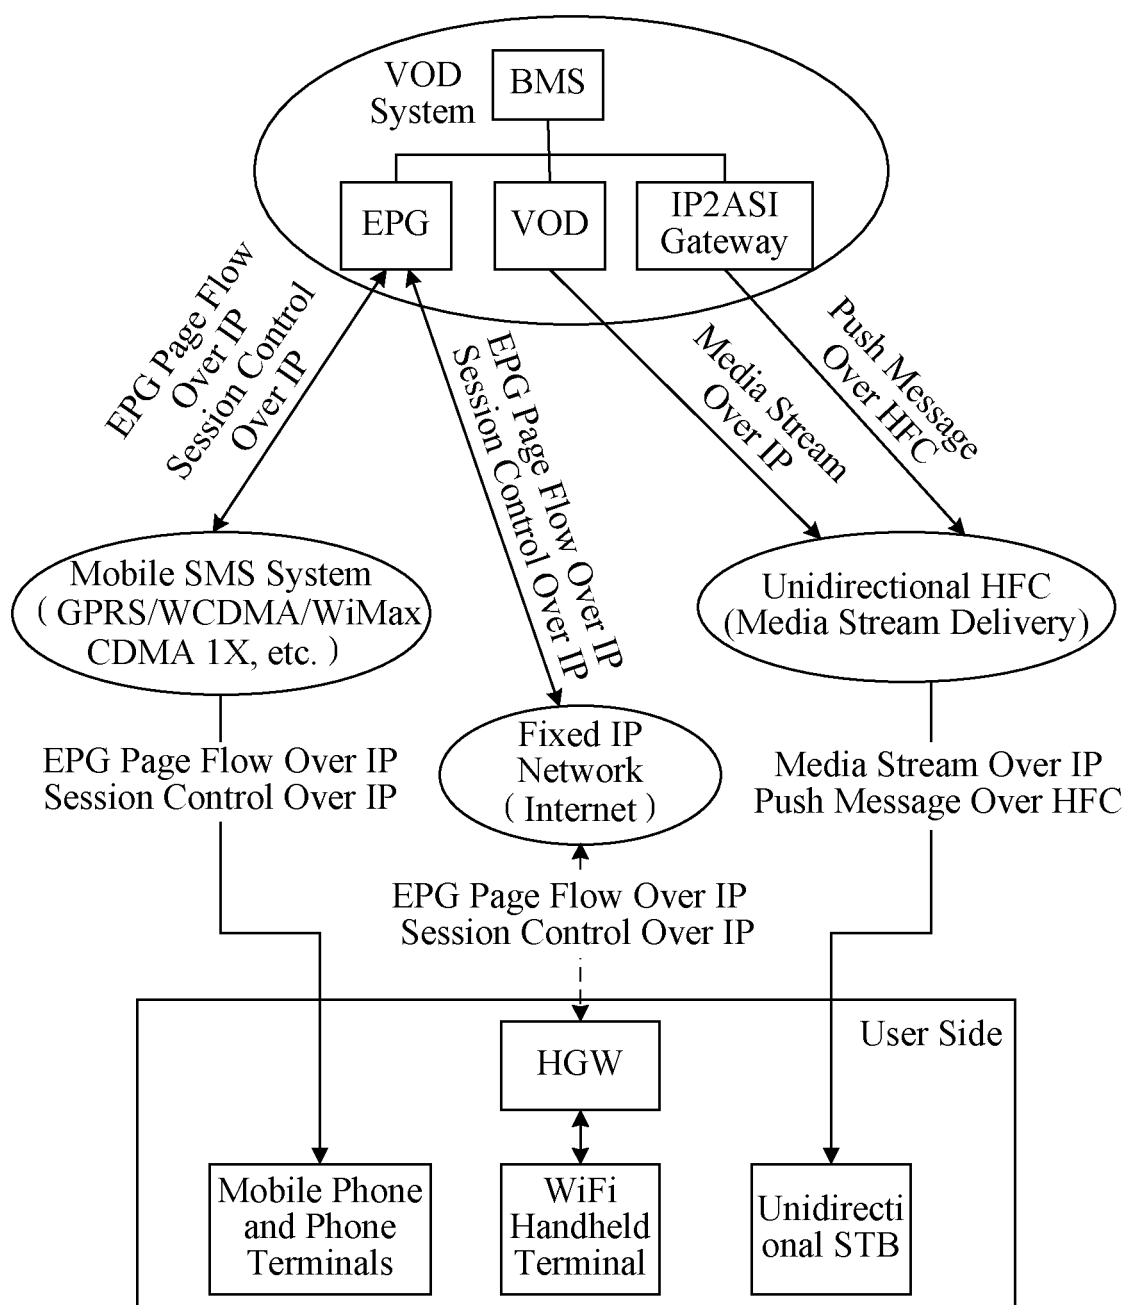 VOD
System
BMS
EPG
VOD
IP2ASI
Gateway
EPG Page Flow
Over IP
Session Control
Over IP
EPG Page Flow Over IP
Session Control Over IP
Media Stream
Over IP
Push Message
Over HFC
Mobile SMS System
( GPRS/WCDMA/WiMax
CDMA 1X, etc. )
Unidirectional HFC
(Media Stream Delivery)
Fixed IP
Network
( Internet )
EPG Page Flow Over IP
Session Control Over IP
Media Stream Over IP
Push Message Over HFC
EPG Page Flow Over IP
Session Control Over IP
User Side
HGW
Mobile Phone
and Phone
Terminals
WiFi
Handheld
Terminal
Unidirecti
onal STB